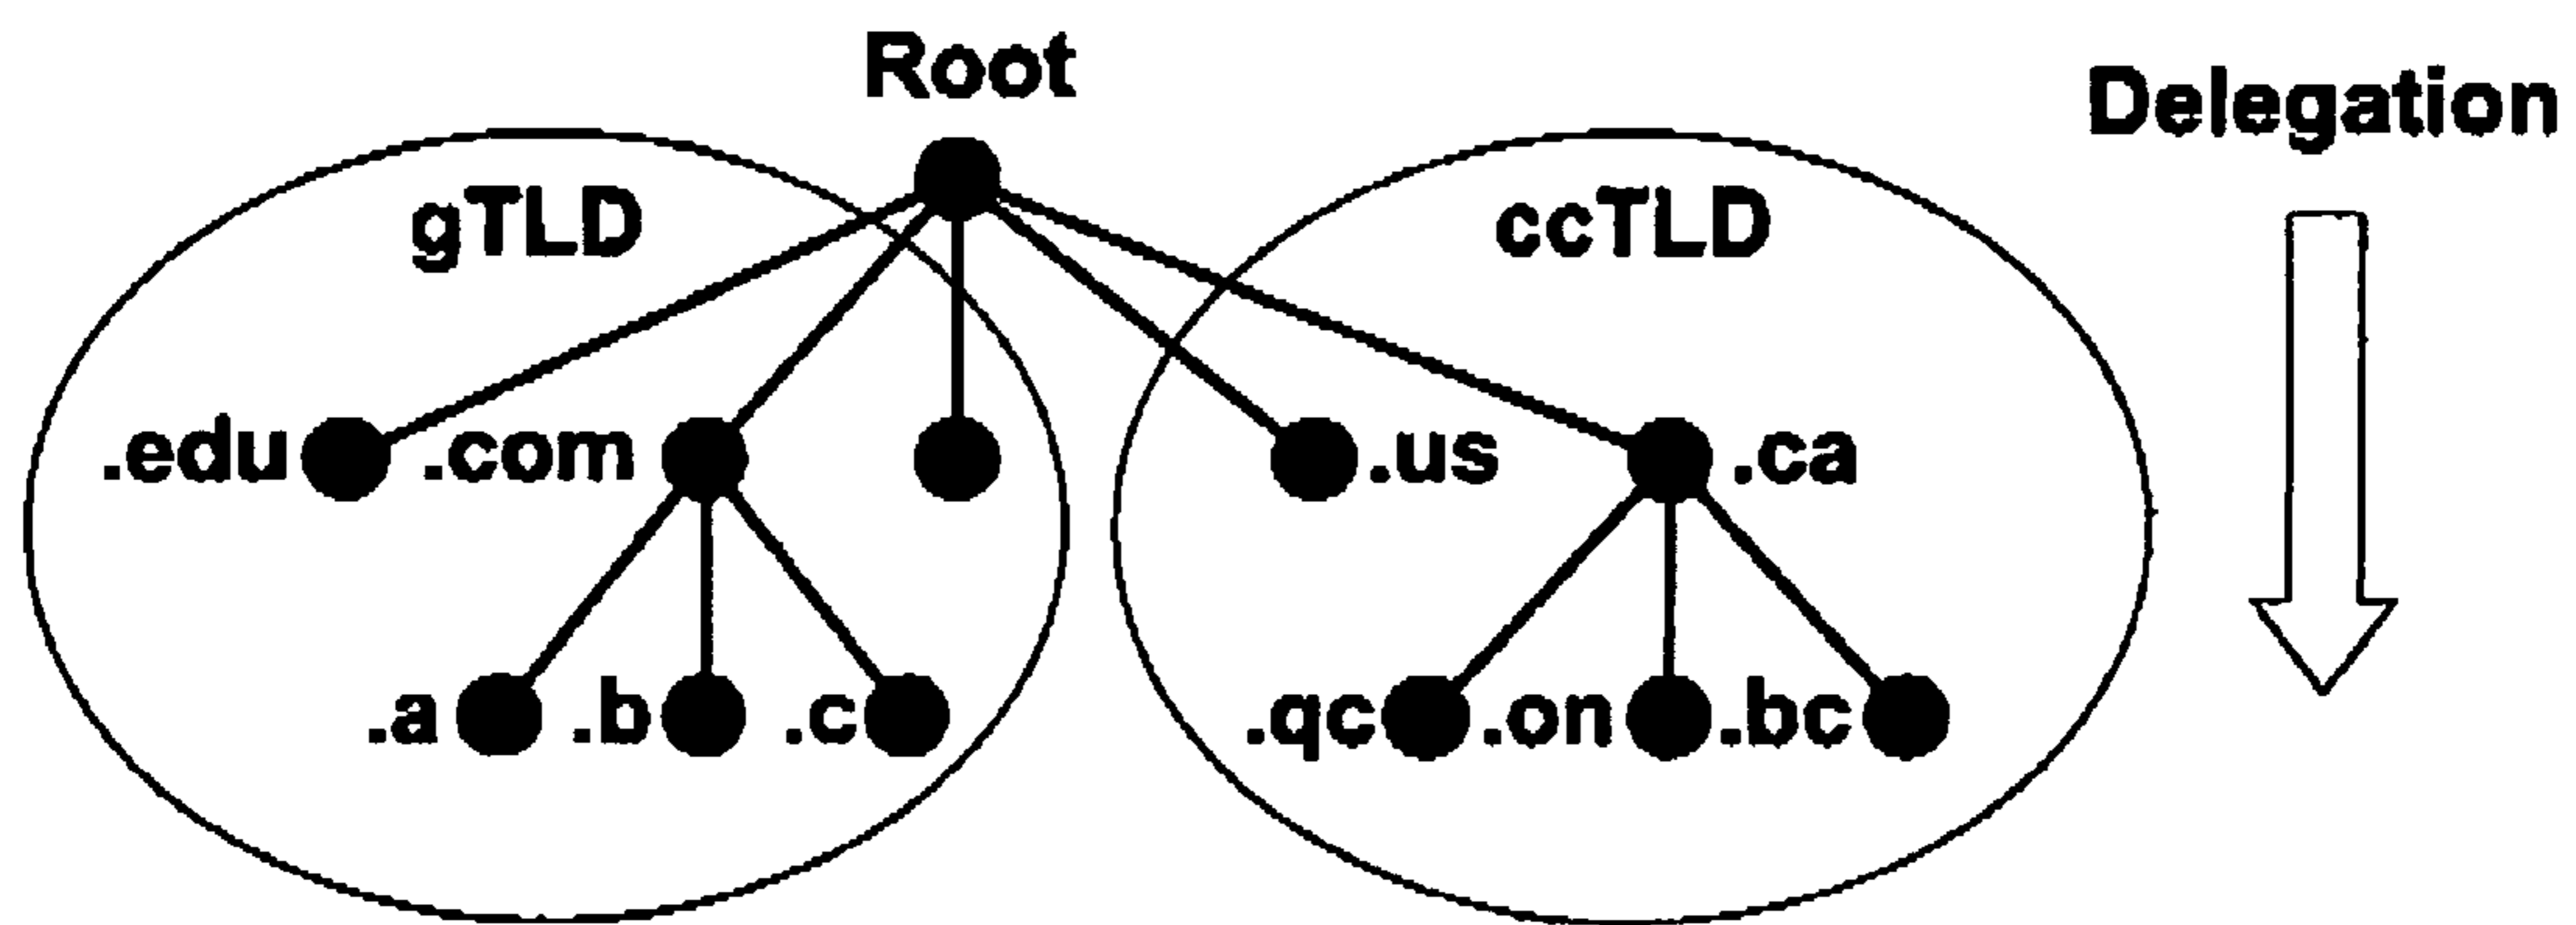 Root
Delegation
gTLD
ccTLD
.edu
.com
.us
.ca
.a
.b
.c
.qc
.on
.bc